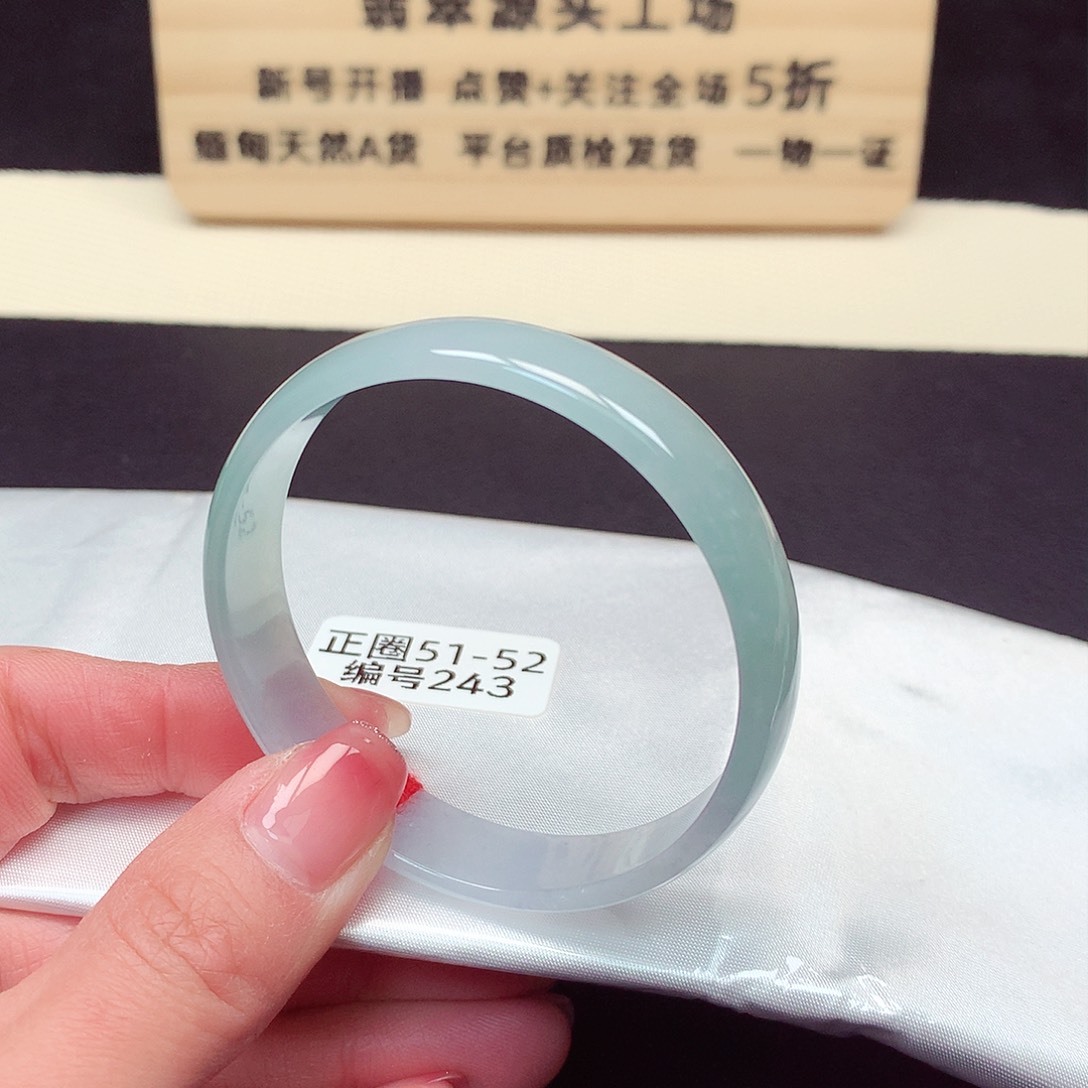 翡翠源头工场
新号开播 点赞+关注全场5折
缅甸天然A货 平台质检发货 一物一证
正圈51-52
编号243